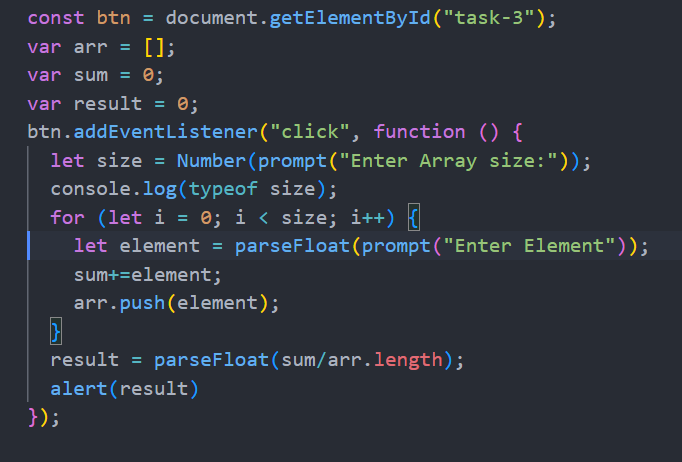 const btn = document.getElementById("task-3");
var arr = [];
var sum = 0;
var result = 0;
btn.addEventListener("click", function () {
  let size = Number(prompt("Enter Array size:"));
  console.log(typeof size);
  for (let i = 0; i < size; i++) {
    let element = parseFloat(prompt("Enter Element"));
    sum+=element;
    arr.push(element);
  }
  result = parseFloat(sum/arr.length);
  alert(result)
});